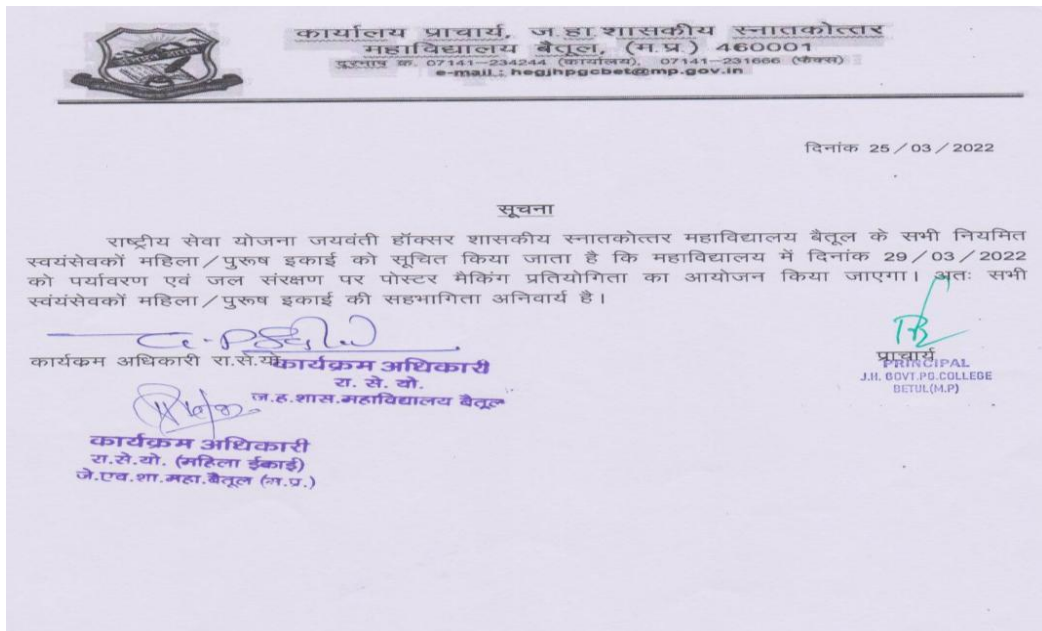 कार्यालय प्राचार्य, ज.हा.शासकीय स्नातकोत्तर
महाविद्यालय बैतूल, (म.प्र.) 460001
दूरभाष क्र. 07141–234244 (कार्यालय), 07141–231666 (फैक्स)
e-mail : hegjhpgcbet@mp.gov.in
दिनांक 25/03/2022
सूचना
राष्ट्रीय सेवा योजना जयवंती हॉक्सर शासकीय स्नातकोत्तर महाविद्यालय बैतूल के सभी नियमित
स्वयंसेवकों महिला/पुरूष इकाई को सूचित किया जाता है कि महाविद्यालय में दिनांक 29/03/2022
को पर्यावरण एवं जल संरक्षण पर पोस्टर मैकिंग प्रतियोगिता का आयोजन किया जाएगा। अतः सभी
स्वंयंसेवकों महिला/पुरूष इकाई की सहभागिता अनिवार्य है।
कार्यकम अधिकारी रा.से.यो.
कार्यक्रम अधिकारी
रा. से. यो.
ज.ह.शास.महाविद्यालय बैतूल
प्राचार्य
PRINCIPAL
J.H. GOVT.PG.COLLEGE
BETUL(M.P)
कार्यक्रम अधिकारी
रा.से.यो. (महिला ईकाई)
जे.एच.शा.महा.बैतूल (म.प्र.)